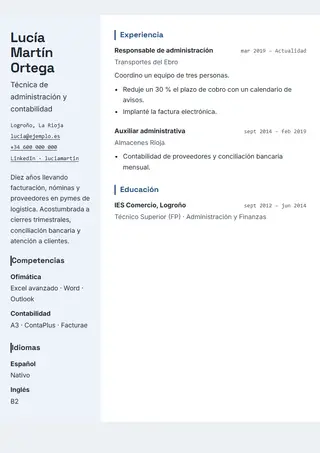 Lucía
Martín
Ortega
Técnica de
administración y
contabilidad
Logroño, La Rioja
lucia@ejemplo.es
+34 600 000 000
LinkedIn · luciamartin
Diez años llevando
facturación, nóminas y
proveedores en pymes de
logística. Acostumbrada a
cierres trimestrales,
conciliación bancaria y
atención a clientes.
Competencias
Ofimática
Excel avanzado · Word ·
Outlook
Contabilidad
A3 · ContaPlus · Facturae
Idiomas
Español
Nativo
Inglés
B2
Experiencia
Responsable de administración mar 2019 – Actualidad
Transportes del Ebro
Coordino un equipo de tres personas.
• Reduje un 30 % el plazo de cobro con un calendario de
avisos.
• Implanté la factura electrónica.
Auxiliar administrativa sept 2014 – feb 2019
Almacenes Rioja
• Contabilidad de proveedores y conciliación bancaria
mensual.
Educación
IES Comercio, Logroño sept 2012 – jun 2014
Técnico Superior (FP) · Administración y Finanzas